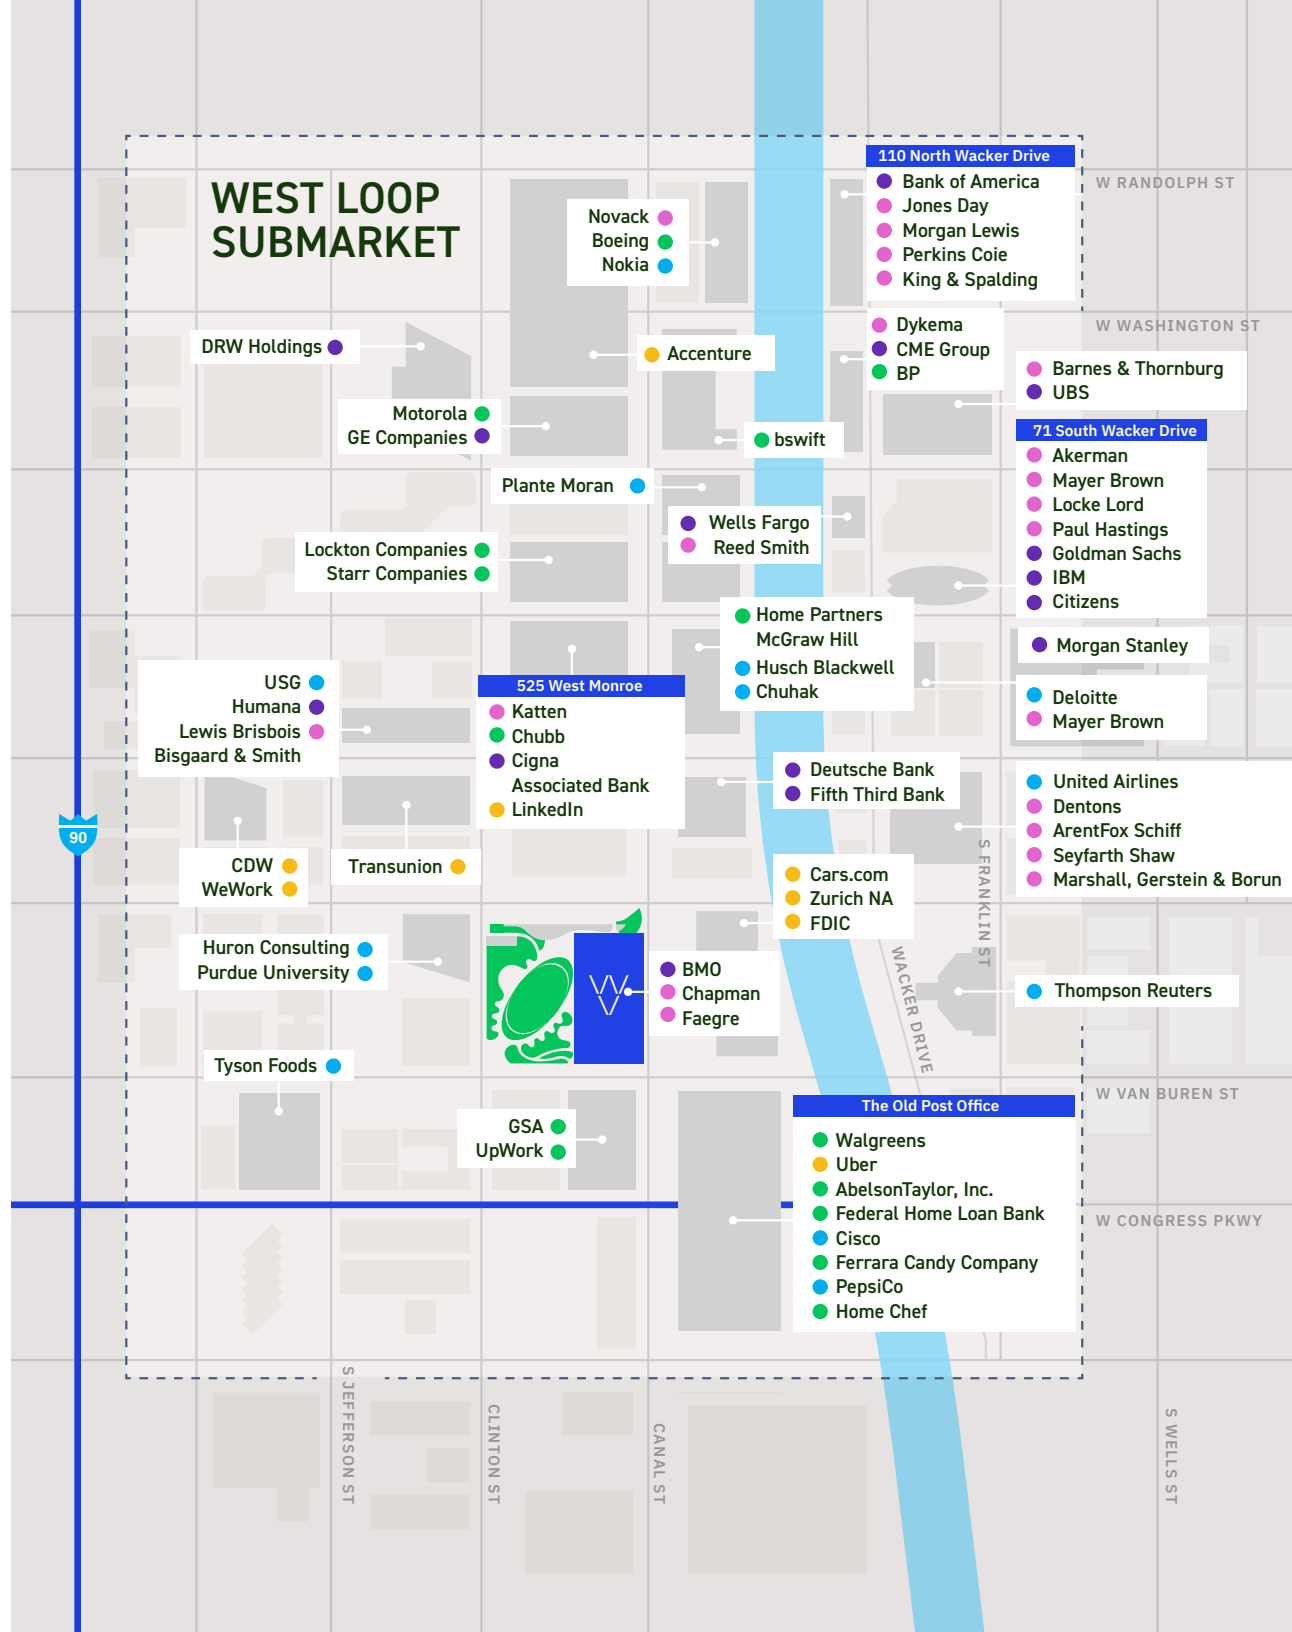 WEST LOOP
SUBMARKET
110 North Wacker Drive
Bank of America
Jones Day
Morgan Lewis
Perkins Coie
King & Spalding
W RANDOLPH ST
Novack
Boeing
Nokia
W WASHINGTON ST
Dykema
CME Group
BP
DRW Holdings
Accenture
Barnes & Thornburg
UBS
Motorola
GE Companies
bswift
71 South Wacker Drive
Akerman
Mayer Brown
Locke Lord
Paul Hastings
Goldman Sachs
IBM
Citizens
Plante Moran
Wells Fargo
Reed Smith
Lockton Companies
Starr Companies
Home Partners
McGraw Hill
Husch Blackwell
Chuhak
Morgan Stanley
Deloitte
Mayer Brown
USG
Humana
Lewis Brisbois
Bisgaard & Smith
525 West Monroe
Katten
Chubb
Cigna
Associated Bank
LinkedIn
Deutsche Bank
Fifth Third Bank
United Airlines
Dentons
ArentFox Schiff
Seyfarth Shaw
Marshall, Gerstein & Borun
90
CDW
WeWork
Transunion
Cars.com
Zurich NA
FDIC
S FRANKLIN ST
Huron Consulting
Purdue University
BMO
Chapman
Faegre
WACKER DRIVE
Thompson Reuters
Tyson Foods
W VAN BUREN ST
GSA
UpWork
The Old Post Office
Walgreens
Uber
AbelsonTaylor, Inc.
Federal Home Loan Bank
Cisco
Ferrara Candy Company
PepsiCo
Home Chef
W CONGRESS PKWY
S JEFFERSON ST
CLINTON ST
CANAL ST
S WELLS ST